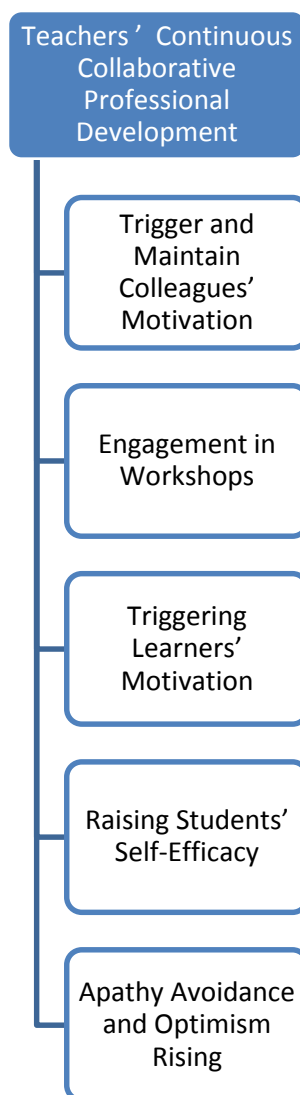 Teachers ’ Continuous
Collaborative
Professional
Development
Trigger and
Maintain
Colleagues’
Motivation
Engagement in
Workshops
Triggering
Learners’
Motivation
Raising Students’
Self-Efficacy
Apathy Avoidance
and Optimism
Rising